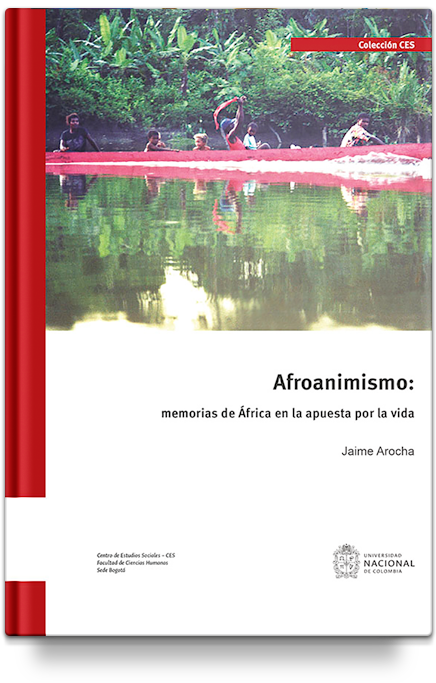 Colección CES
Afroanimismo:
memorias de África en la apuesta por la vida
Jaime Arocha
Centro de Estudios Sociales – CES
Facultad de Ciencias Humanas
Sede Bogotá
UNIVERSIDAD
NACIONAL
DE COLOMBIA